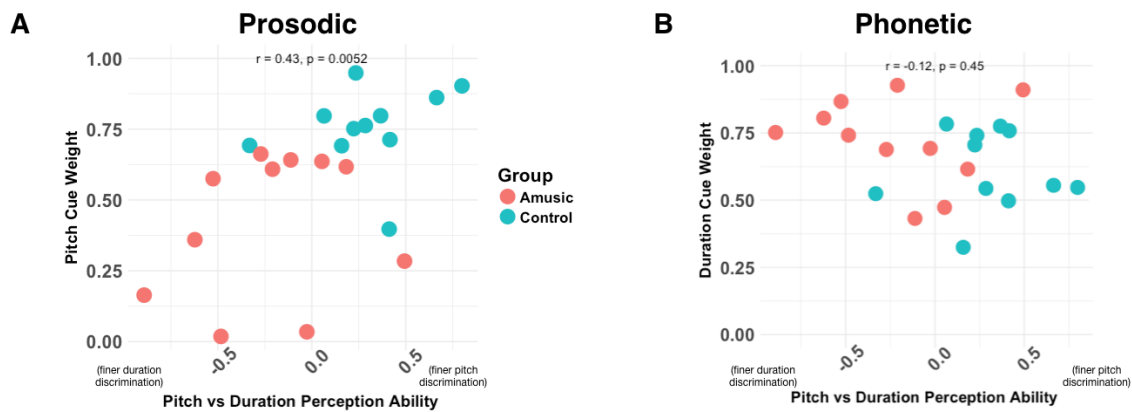 A
Prosodic
r = 0.43, p = 0.0052
1.00
0.75
0.50
0.25
0.00
Pitch Cue Weight
-0.5
0.0
0.5
(finer duration
discrimination)
(finer pitch
discrimination)
Pitch vs Duration Perception Ability
Group
Amusic
Control
B
Phonetic
r = -0.12, p = 0.45
1.00
0.75
0.50
0.25
0.00
Duration Cue Weight
-0.5
0.0
0.5
(finer duration
discrimination)
(finer pitch
discrimination)
Pitch vs Duration Perception Ability